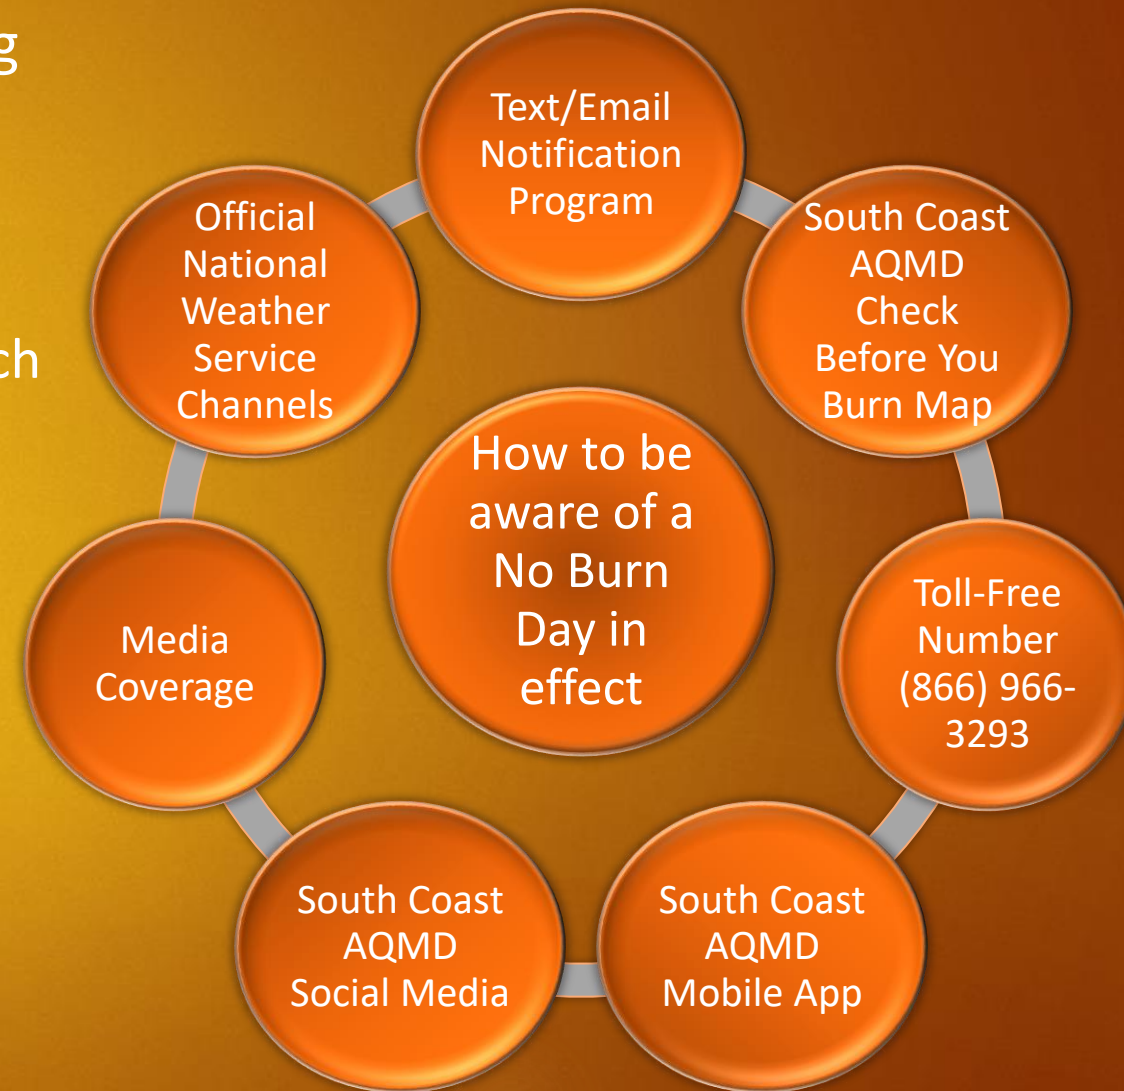 g
ch
Text/Email
Notification
Program
South Coast
AQMD
Check
Before You
Burn Map
Toll-Free
Number
(866) 966-
3293
South Coast
AQMD
Mobile App
South Coast
AQMD
Social Media
Media
Coverage
Official
National
Weather
Service
Channels
How to be
aware of a
No Burn
Day in
effect